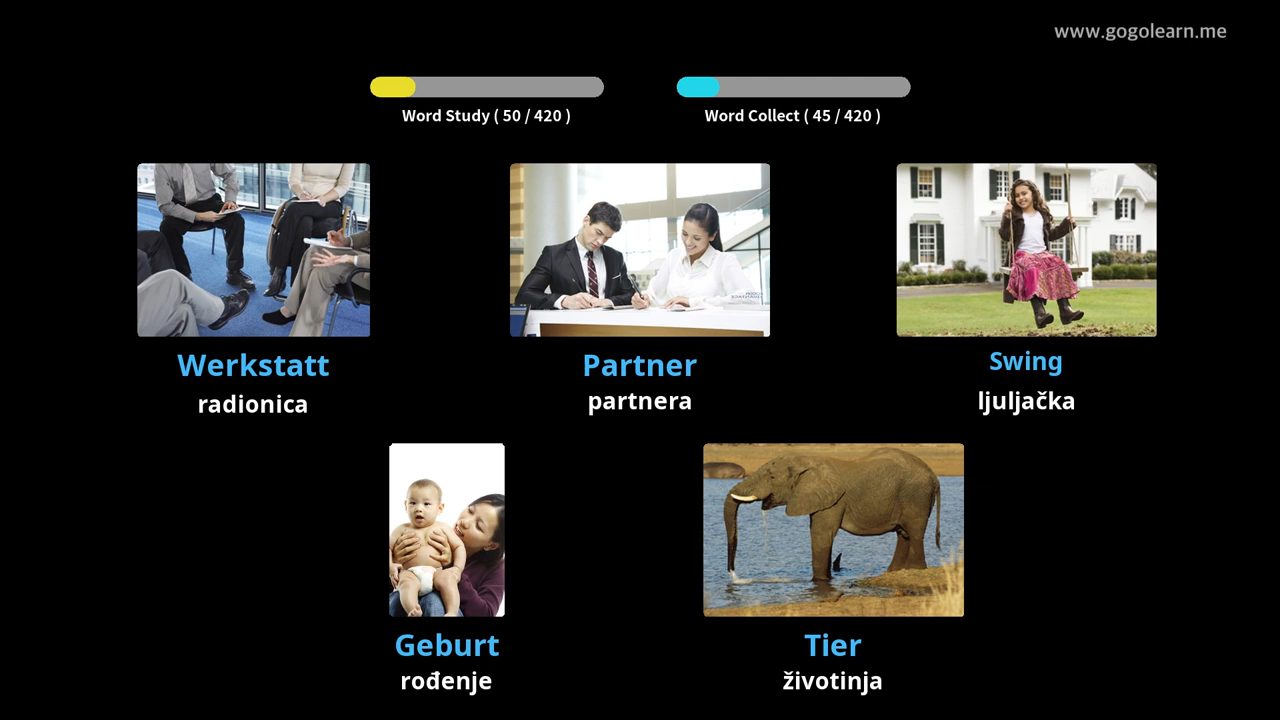 www.gogolearn.me
Word Study ( 50 / 420 )
Word Collect ( 45 / 420 )
Werkstatt
radionica
Partner
partnera
Swing
ljuljačka
Geburt
rođenje
Tier
životinja